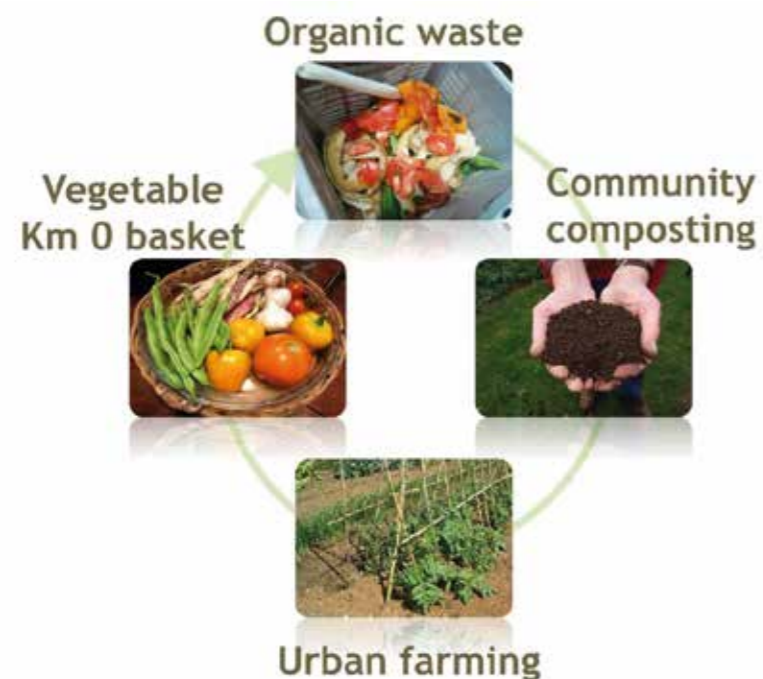 Organic waste
Community
composting
Urban farming
Vegetable
Km 0 basket